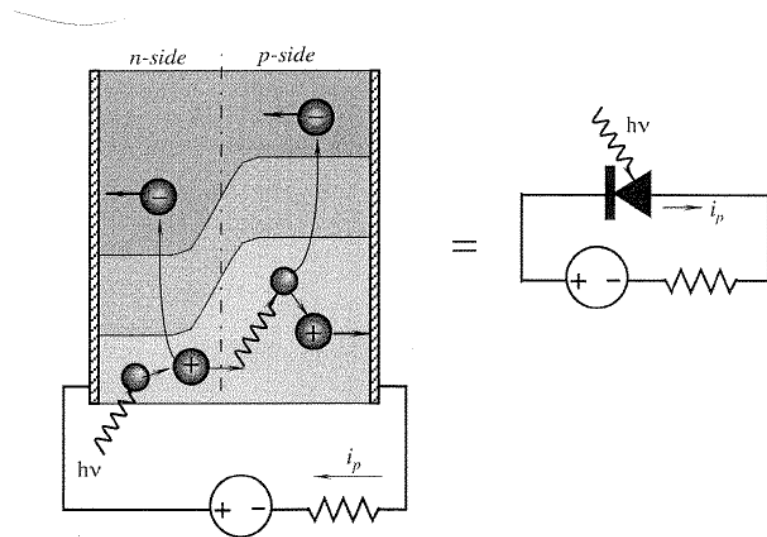 n-side p-side
−
−
+
+
hν
i_p
+ −
=
hν
i_p
+ −